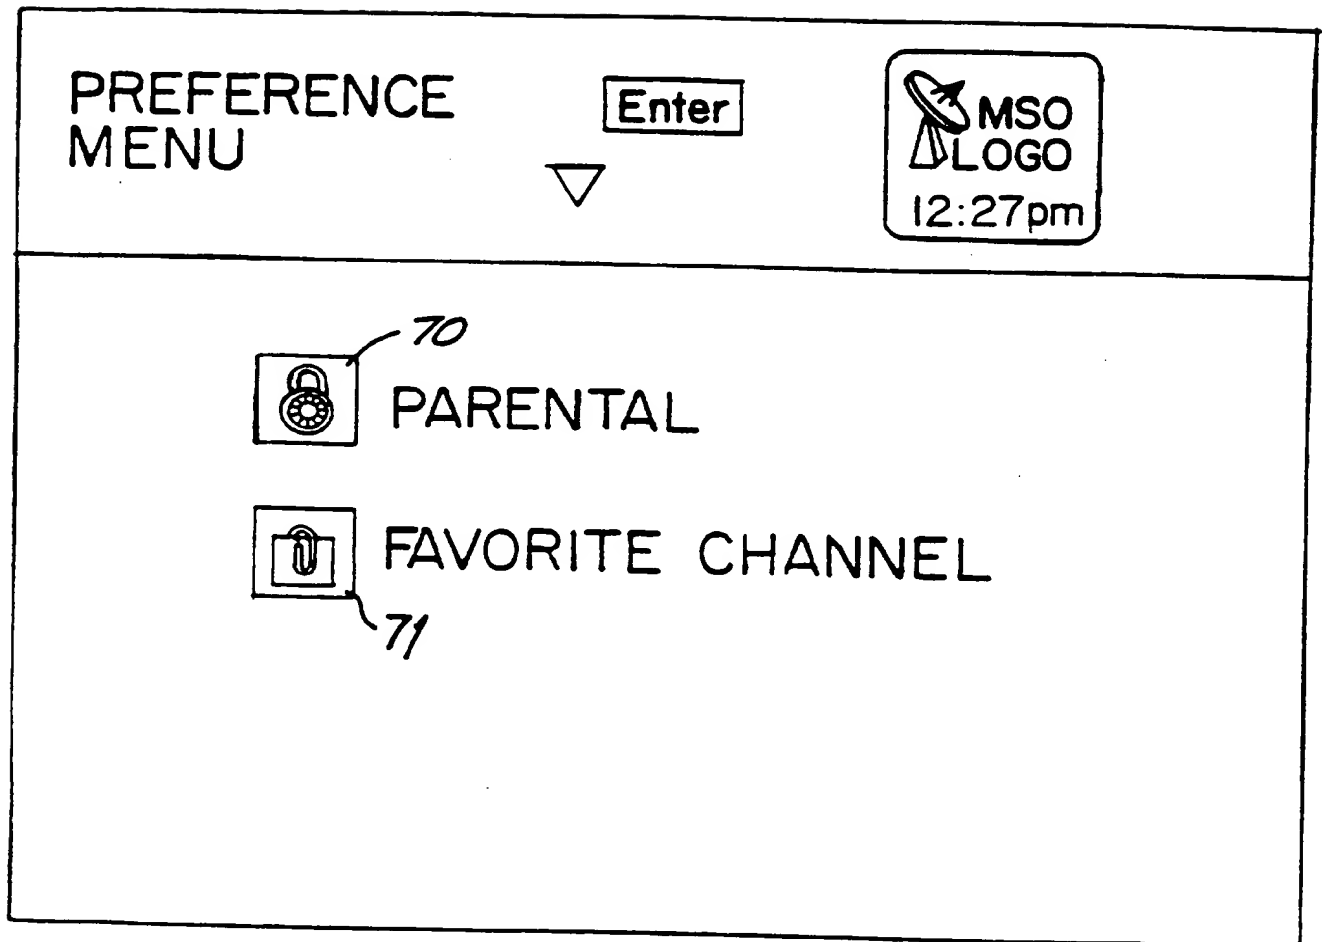 PREFERENCE
MENU
Enter
MSO
LOGO
12:27pm
70
PARENTAL
FAVORITE CHANNEL
71